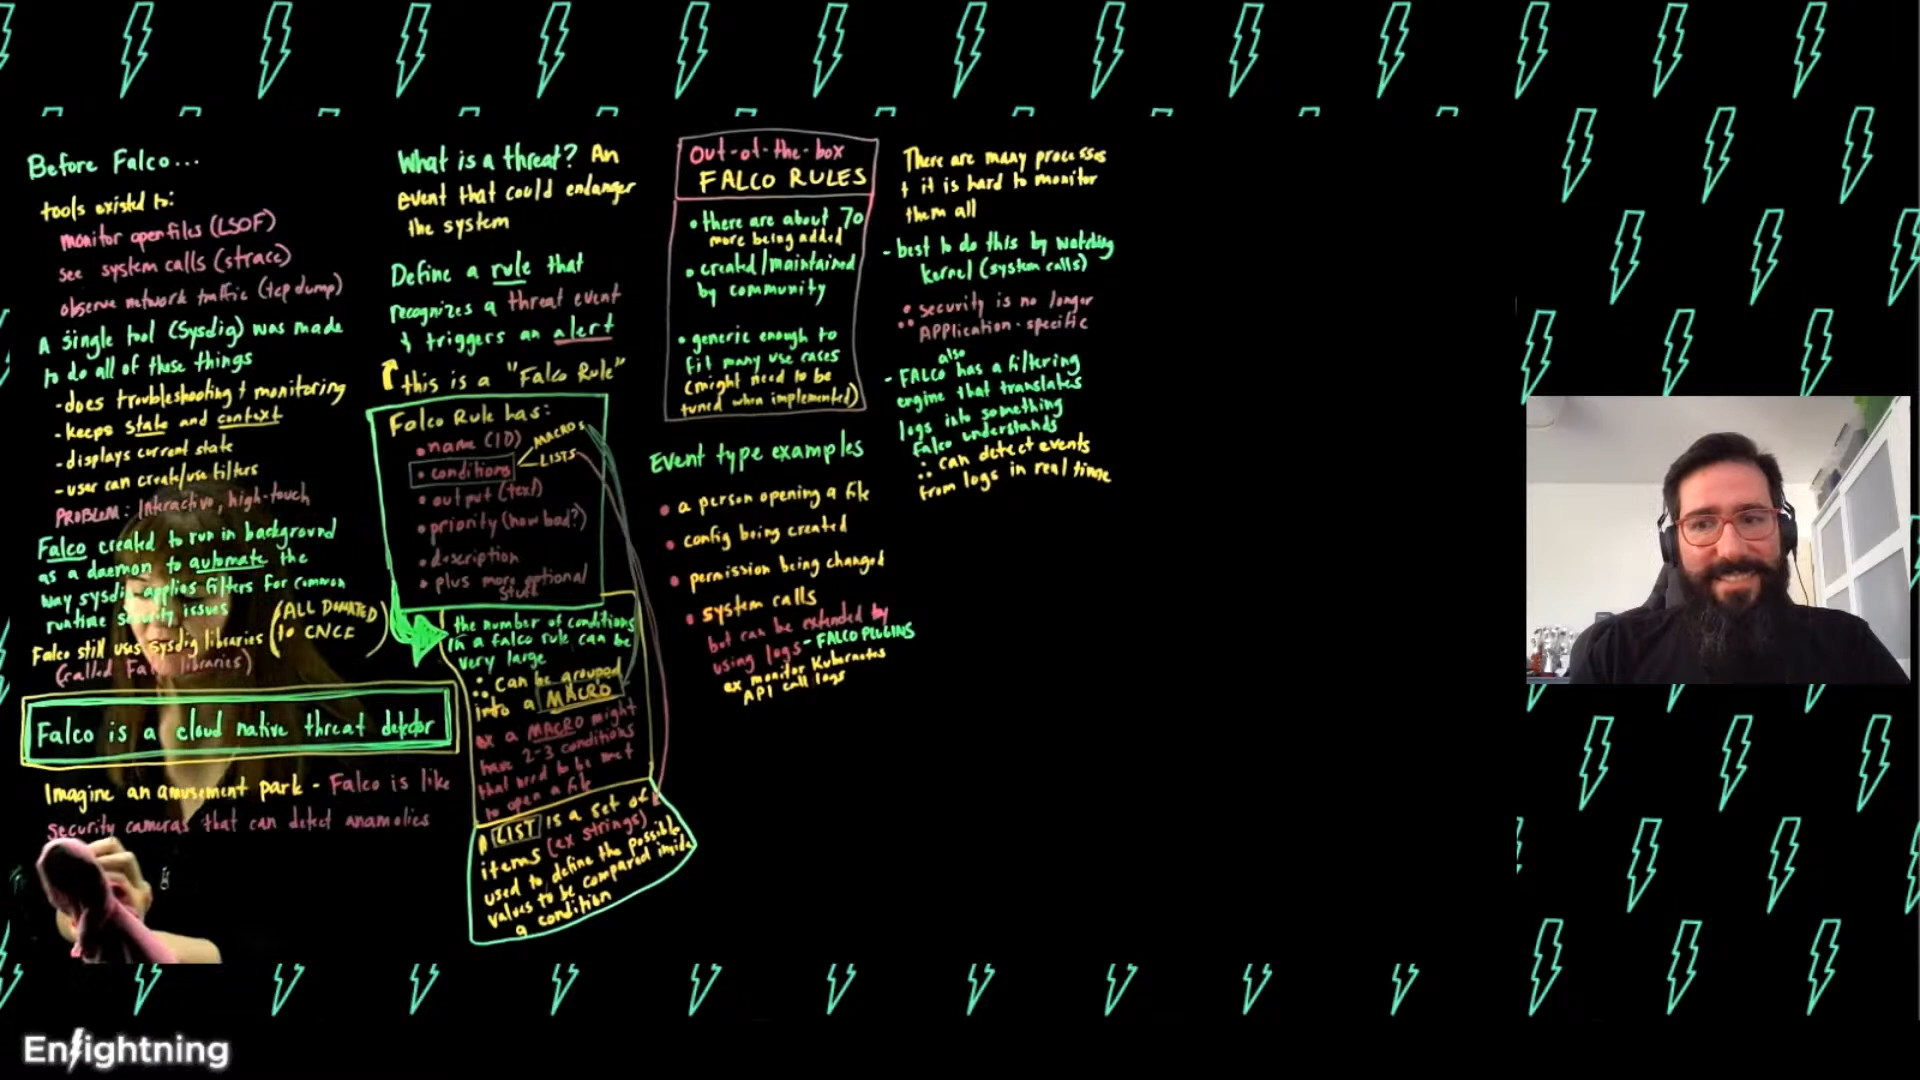 Before Falco...
tools existed to:
monitor open files (LSOF)
see system calls (strace)
observe network traffic (tcpdump)
A single tool (Sysdig) was made
to do all of these things
- does troubleshooting + monitoring
- keeps state and context
- displays current state
- user can create/use filters
PROBLEM: Interactive, high-touch
Falco created to run in background
as a daemon to automate the
way sysdig applies filters for common
runtime security issues
(ALL DONATED
to CNCF)
Falco still uses sysdig libraries
(called Falco libraries)
Falco is a cloud native threat detector
Imagine an amusement park - Falco is like
security cameras that can detect anamolies
What is a threat? An
event that could endanger
the system
Define a rule that
recognizes a threat event
+ triggers an alert
this is a "Falco Rule"
Falco Rule has:
• name (ID)
• conditions
MACROS
LISTS
• output (text)
• priority (how bad?)
• description
• plus more optional
stuff
the number of conditions
in a falco rule can be
very large
∴ can be grouped
into a MACRO
ex a MACRO might
have 2-3 conditions
that need to be met
to open a file
A LIST is a set of
items (ex strings)
used to define the possible
values to be compared inside
a condition
Out-of-the-box
FALCO RULES
• there are about 70
more being added
• created/maintained
by community
• generic enough to
fit many use cases
(might need to be
tuned when implemented)
Event type examples
• a person opening a file
• config being created
• permission being changed
• system calls
but can be extended by
using logs - FALCO PLUGINS
ex monitor Kubernetes
API call logs
There are many processes
+ it is hard to monitor
them all
- best to do this by watching
kernel (system calls)
∴ security is no longer
APPlication-specific
also
- FALCO has a filtering
engine that translates
logs into something
Falco understands
∴ can detect events
from logs in real time
Enlightning